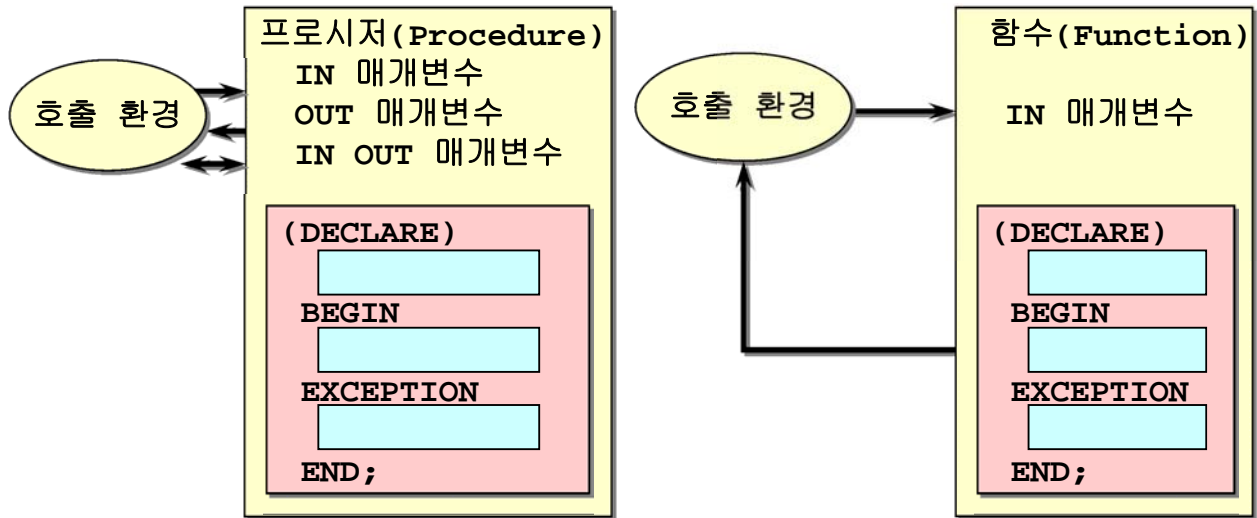 호출 환경
프로시저(Procedure)
IN 매개변수
OUT 매개변수
IN OUT 매개변수
(DECLARE)
BEGIN
EXCEPTION
END;
호출 환경
함수(Function)
IN 매개변수
(DECLARE)
BEGIN
EXCEPTION
END;